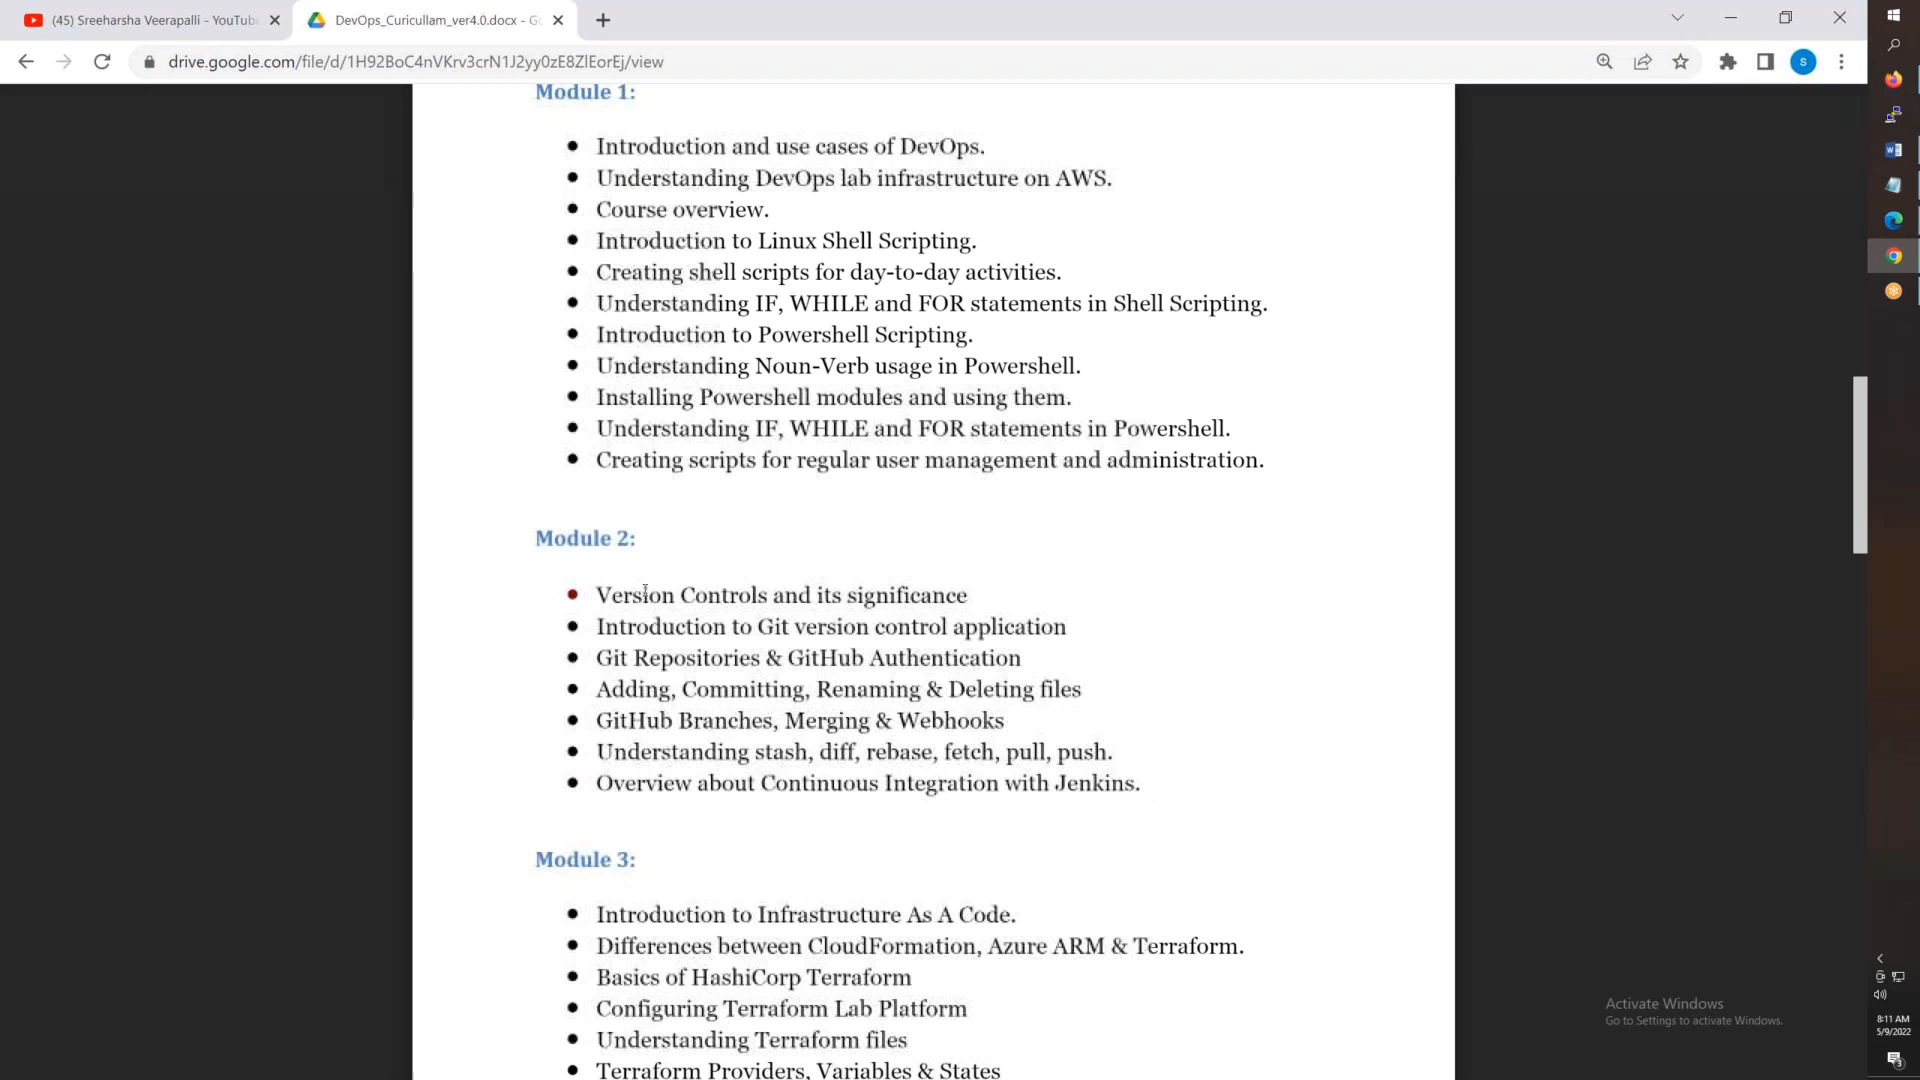 (45) Sreeharsha Veerapalli - YouTub
DevOps_Curicullam_ver4.0.docx - G
drive.google.com/file/d/1H92BoC4nVKrv3crN1J2yy0zE8ZlEorEj/view
S
Module 1:
Introduction and use cases of DevOps.
Understanding DevOps lab infrastructure on AWS.
Course overview.
Introduction to Linux Shell Scripting.
Creating shell scripts for day-to-day activities.
Understanding IF, WHILE and FOR statements in Shell Scripting.
Introduction to Powershell Scripting.
Understanding Noun-Verb usage in Powershell.
Installing Powershell modules and using them.
Understanding IF, WHILE and FOR statements in Powershell.
Creating scripts for regular user management and administration.
Module 2:
Version Controls and its significance
Introduction to Git version control application
Git Repositories & GitHub Authentication
Adding, Committing, Renaming & Deleting files
GitHub Branches, Merging & Webhooks
Understanding stash, diff, rebase, fetch, pull, push.
Overview about Continuous Integration with Jenkins.
Module 3:
Introduction to Infrastructure As A Code.
Differences between CloudFormation, Azure ARM & Terraform.
Basics of HashiCorp Terraform
Configuring Terraform Lab Platform
Understanding Terraform files
Terraform Providers, Variables & States
Activate Windows
Go to Settings to activate Windows.
8:11 AM
5/9/2022
3